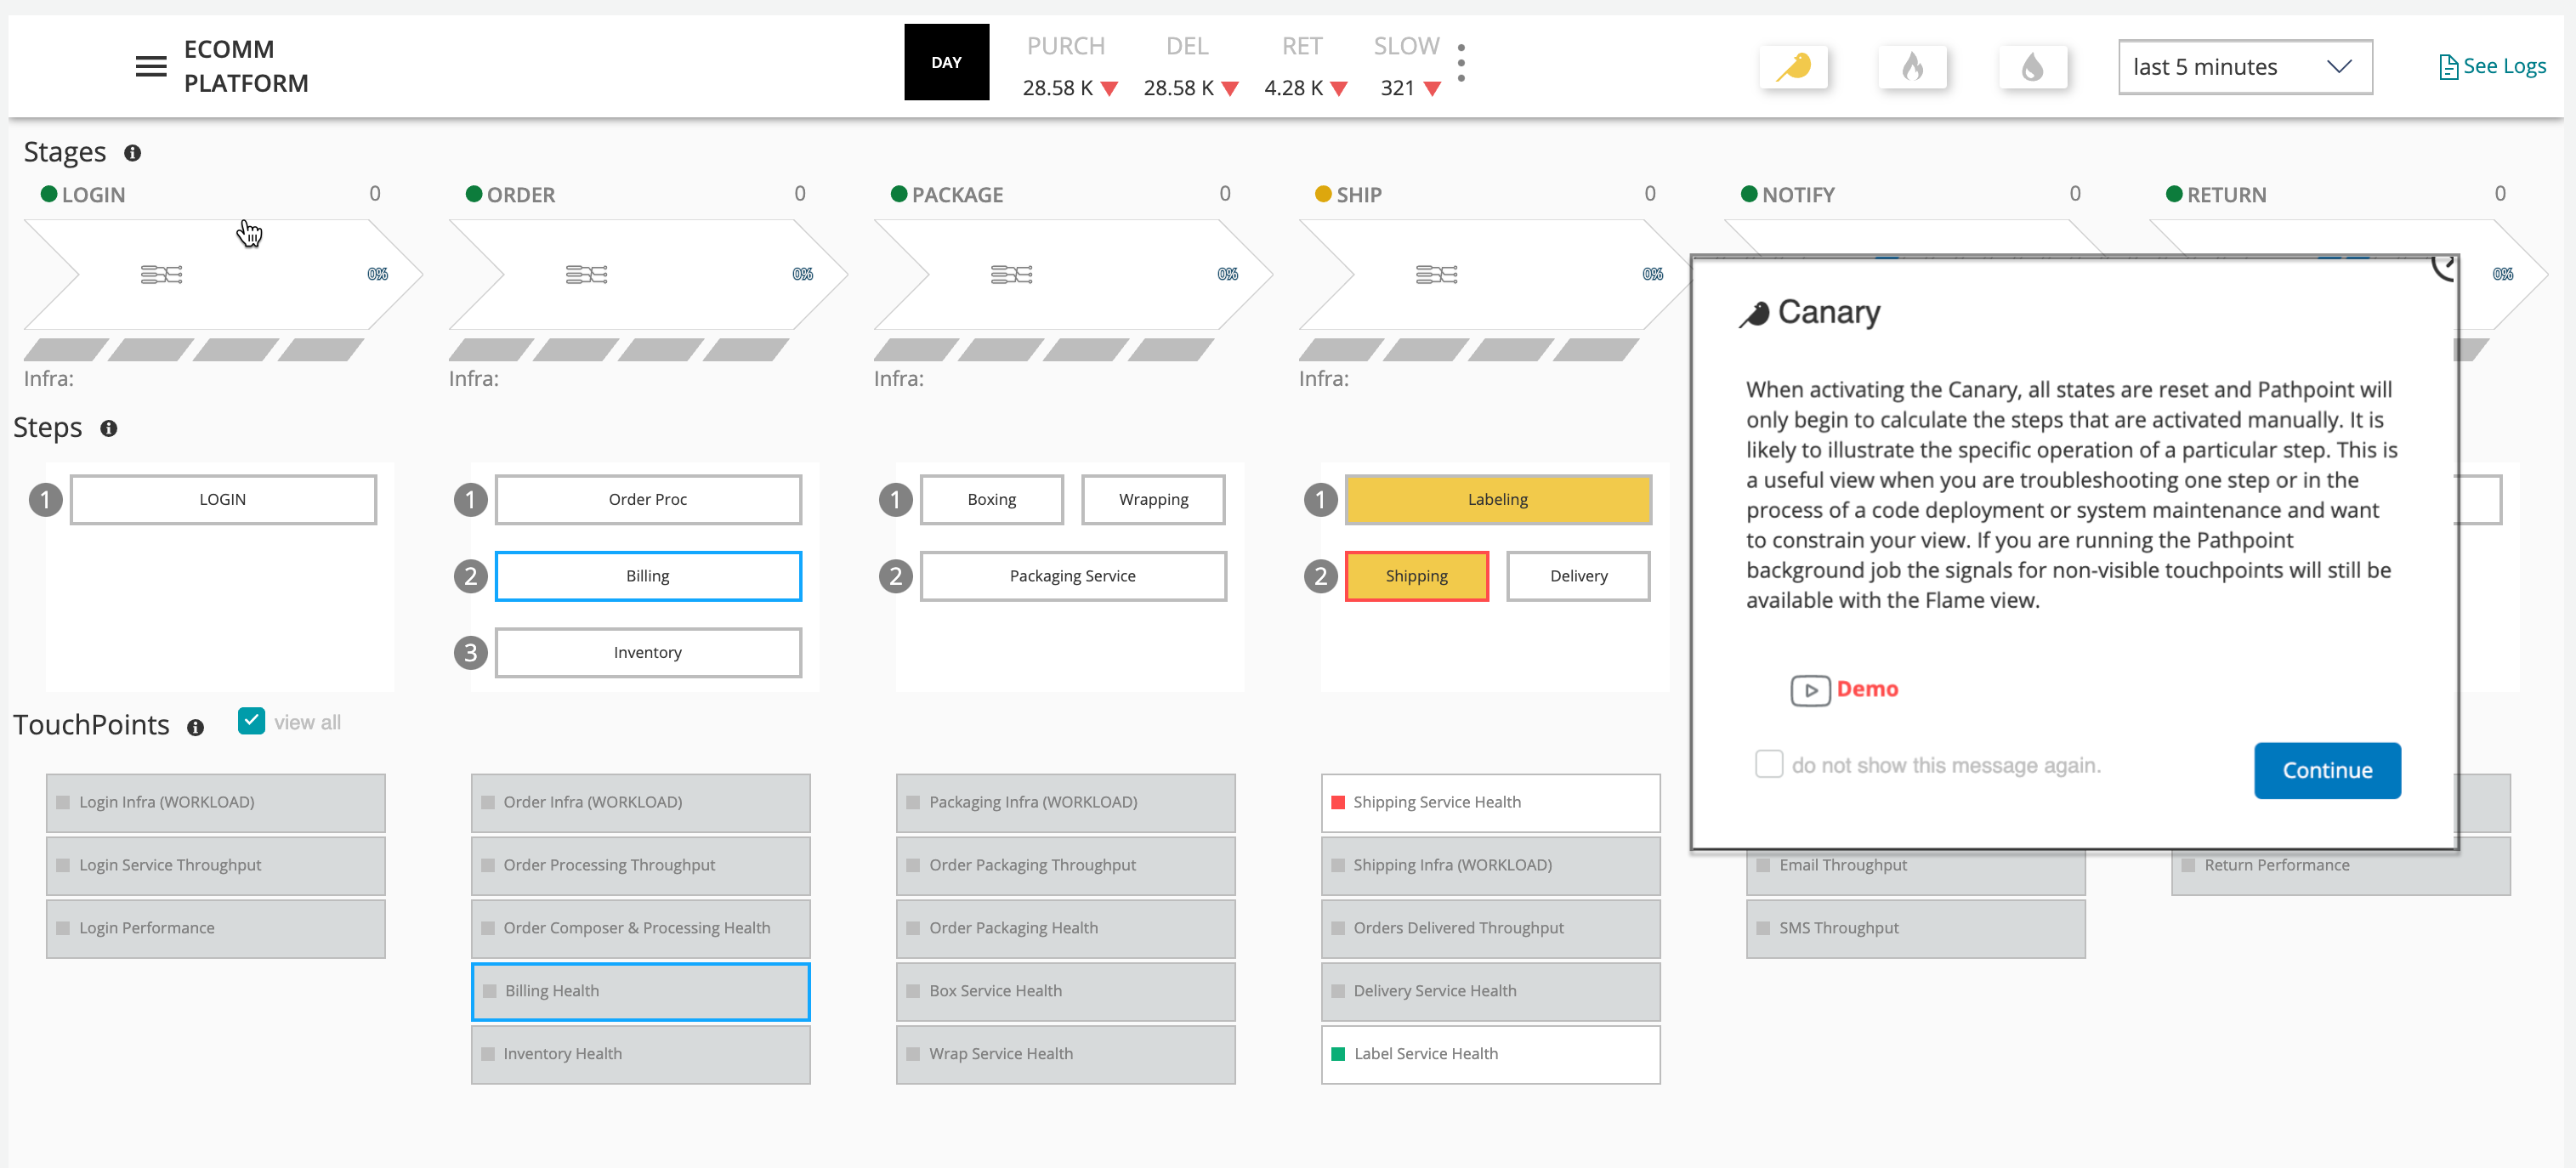 ECOMM
PLATFORM
DAY
PURCH DEL RET SLOW
28.58 K 28.58 K 4.28 K 321
last 5 minutes
See Logs
Stages
LOGIN 0 ORDER 0 PACKAGE 0 SHIP 0 NOTIFY 0 RETURN 0
0% 0% 0% 0% 0%
Infra: Infra: Infra: Infra:
Canary
When activating the Canary, all states are reset and Pathpoint will
only begin to calculate the steps that are activated manually. It is
likely to illustrate the specific operation of a particular step. This is
a useful view when you are troubleshooting one step or in the
process of a code deployment or system maintenance and want
to constrain your view. If you are running the Pathpoint
background job the signals for non-visible touchpoints will still be
available with the Flame view.
Demo
do not show this message again.
Continue
Steps
1 LOGIN
1 Order Proc
2 Billing
3 Inventory
1 Boxing Wrapping
2 Packaging Service
1 Labeling
2 Shipping Delivery
TouchPoints
view all
Login Infra (WORKLOAD)
Login Service Throughput
Login Performance
Order Infra (WORKLOAD)
Order Processing Throughput
Order Composer & Processing Health
Billing Health
Inventory Health
Packaging Infra (WORKLOAD)
Order Packaging Throughput
Order Packaging Health
Box Service Health
Wrap Service Health
Shipping Service Health
Shipping Infra (WORKLOAD)
Orders Delivered Throughput
Delivery Service Health
Label Service Health
Email Throughput
SMS Throughput
Return Performance